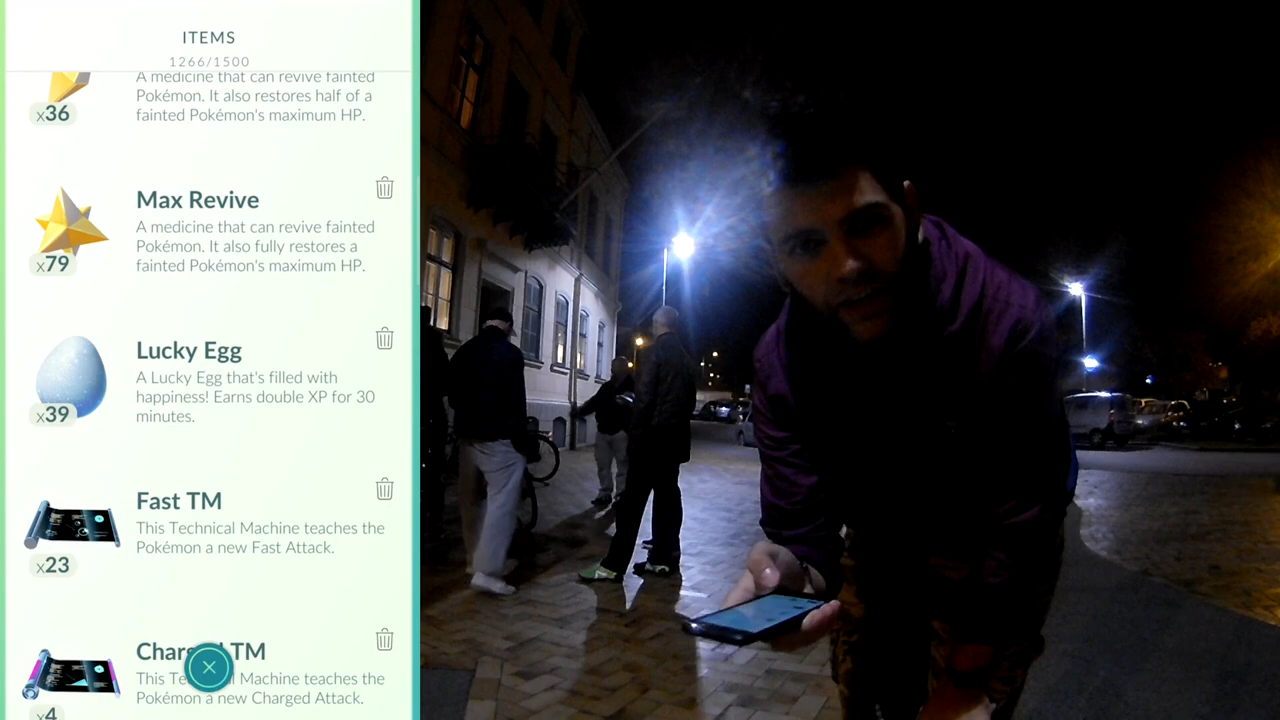 ITEMS
1266/1500
A medicine that can revive fainted
Pokémon. It also restores half of a
fainted Pokémon's maximum HP.
x36
Max Revive
A medicine that can revive fainted
Pokémon. It also fully restores a
fainted Pokémon's maximum HP.
x79
Lucky Egg
A Lucky Egg that's filled with
happiness! Earns double XP for 30
minutes.
x39
Fast TM
This Technical Machine teaches the
Pokémon a new Fast Attack.
x23
TM
This Machine teaches the
Pokémon a new Charged Attack.
x4